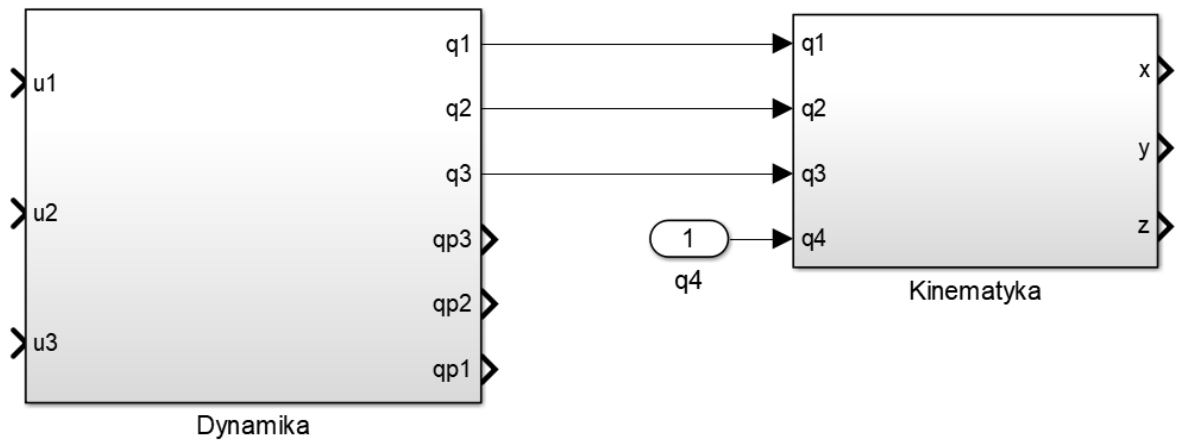 u1
u2
u3
q1
q2
q3
qp3
qp2
qp1
Dynamika
1
q4
q1
q2
q3
q4
x
y
z
Kinematyka